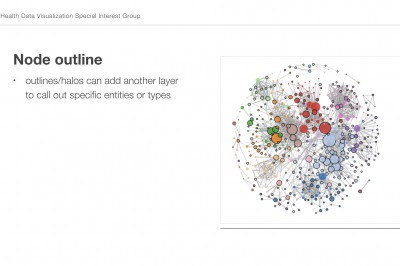 Health Data Visualization Special Interest Group
Node outline
• outlines/halos can add another layer
to call out specific entities or types